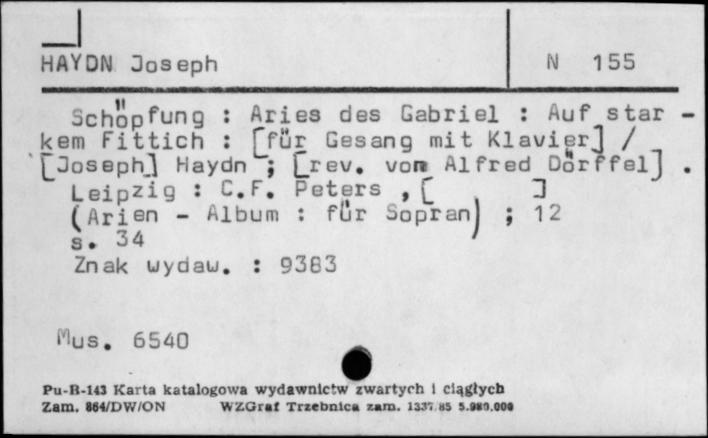 HAYDN Joseph N 155
Schöpfung : Aries des Gabriel : Auf star -
kem Fittich : [für Gesang mit Klavier] /
[Joseph] Haydn ; [rev. vom Alfred Dörffel] .
Leipzig : C.F. Peters , [ ]
(Arien - Album : für Sopran) ; 12
s. 34
Znak wydaw. : 9383
Mus. 6540
Pu-B-143 Karta katalogowa wydawnictw zwartych i ciągłych
Zam. 864/DW/ON WZGraf Trzebnica zam. 1337/85 5.980.000